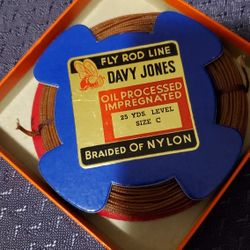 FLY ROD LINE
DAVY JONES
OIL PROCESSED
IMPREGNATED
25 YDS. LEVEL
SIZE C
BRAIDED OF NYLON